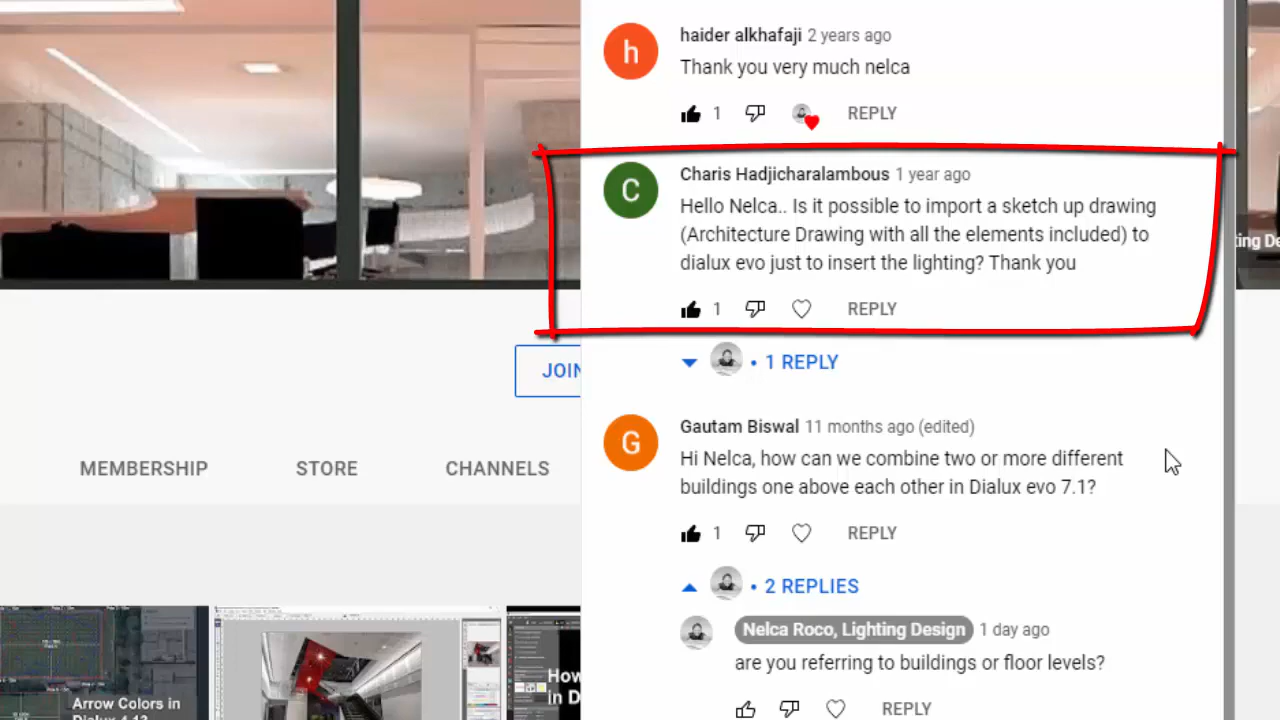 h
haider alkhafaji 2 years ago
Thank you very much nelca
1 REPLY
C
Charis Hadjicharalambous 1 year ago
Hello Nelca.. Is it possible to import a sketch up drawing
(Architecture Drawing with all the elements included) to
dialux evo just to insert the lighting? Thank you
1 REPLY
• 1 REPLY
G
Gautam Biswal 11 months ago (edited)
Hi Nelca, how can we combine two or more different
buildings one above each other in Dialux evo 7.1?
1 REPLY
• 2 REPLIES
Nelca Roco, Lighting Design 1 day ago
are you referring to buildings or floor levels?
REPLY
JOIN
MEMBERSHIP STORE CHANNELS
Arrow Colors in
Dialux 4.13
How
in D
ting De